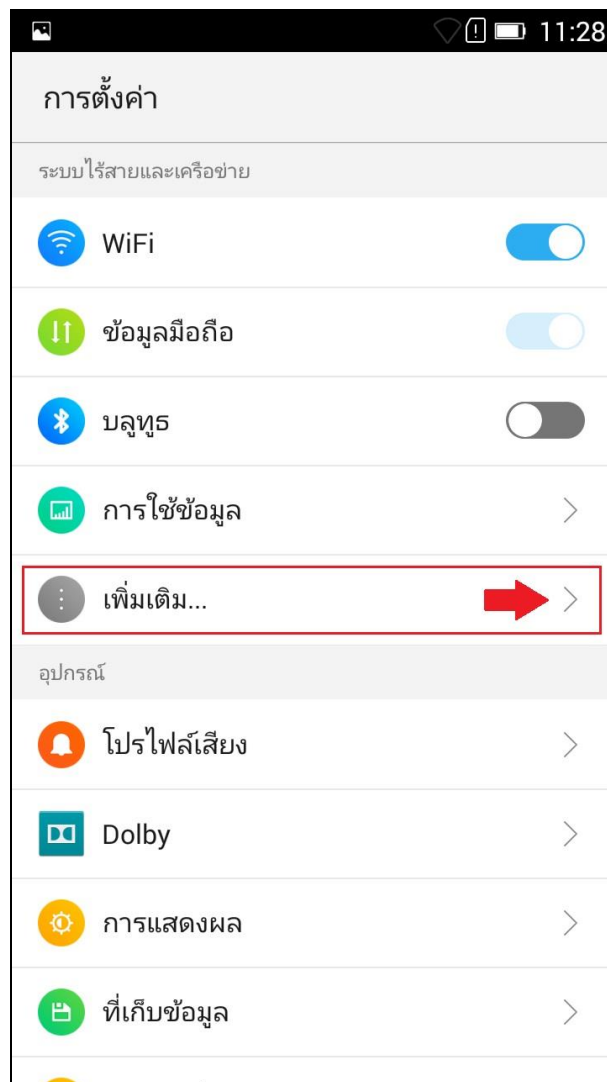 11:28
การตั้งค่า
ระบบไร้สายและเครือข่าย
WiFi
ข้อมูลมือถือ
บลูทูธ
การใช้ข้อมูล
เพิ่มเติม...
อุปกรณ์
โปรไฟล์เสียง
Dolby
การแสดงผล
ที่เก็บข้อมูล